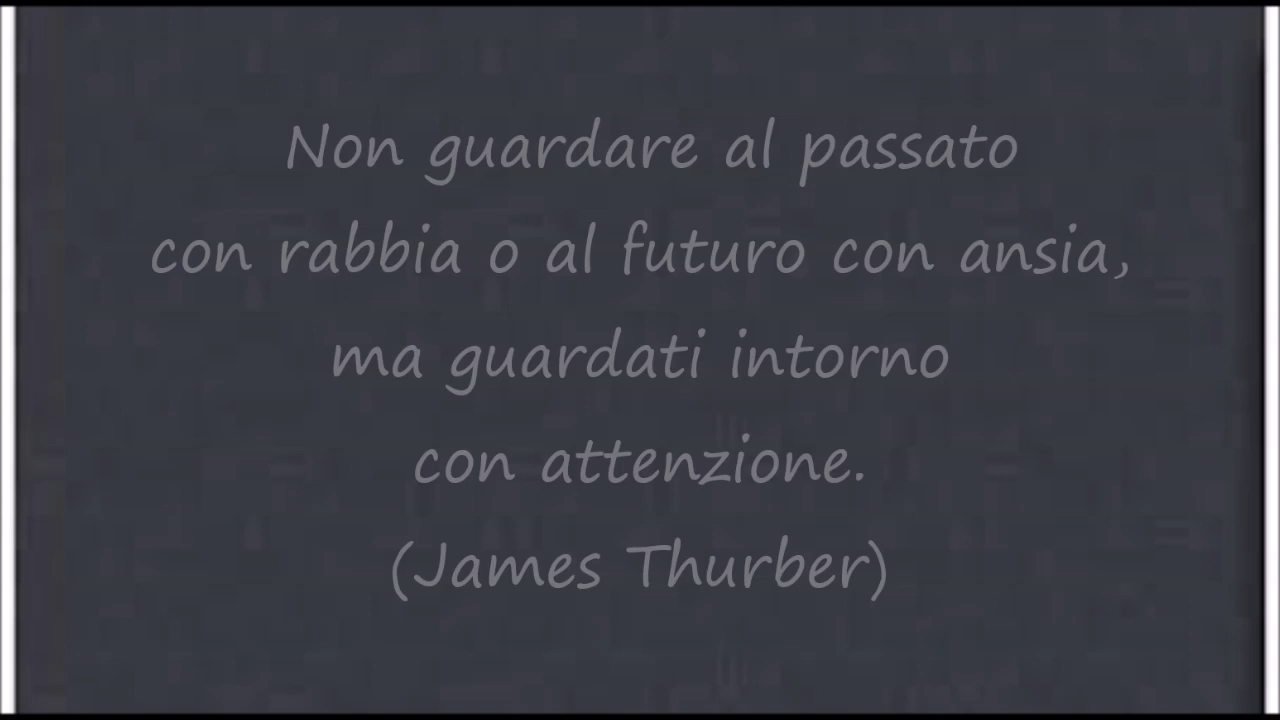 Non guardare al passato
con rabbia o al futuro con ansia,
ma guardati intorno
con attenzione.
(James Thurber)